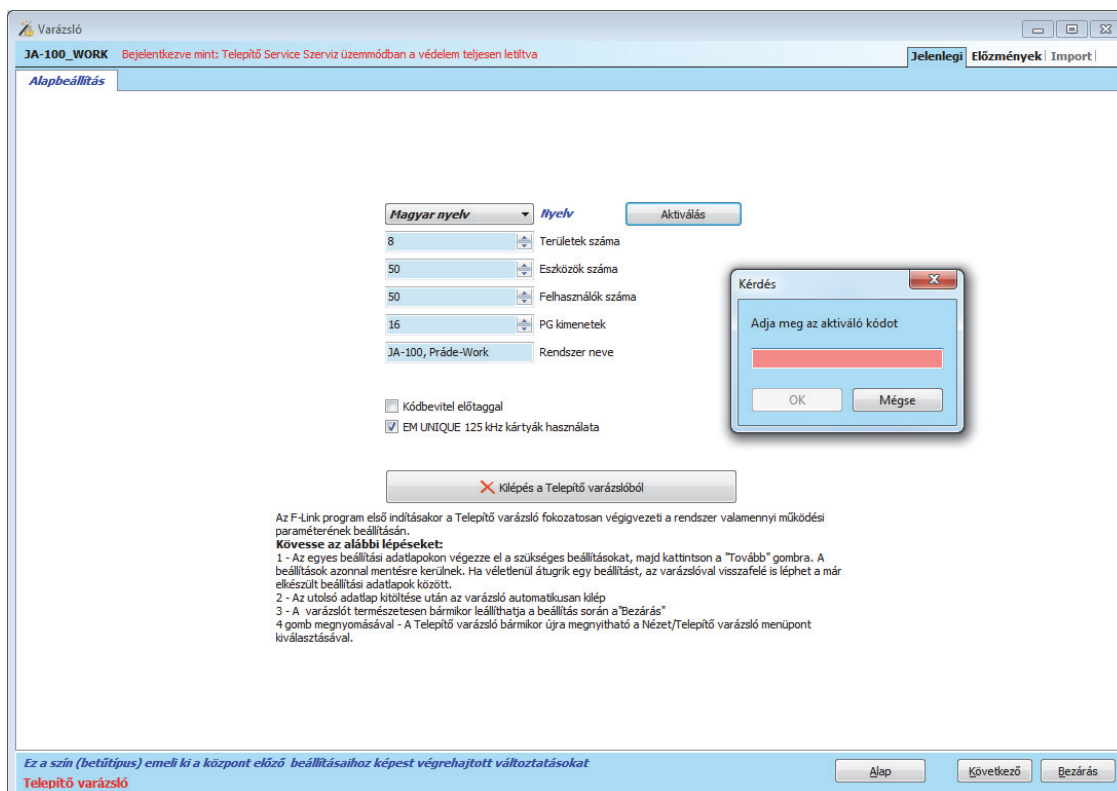 Varázsló
JA-100_WORK Bejelentkezve mint: Telepítő Service Szerviz üzemmódban a védelem teljesen letiltva
Jelenlegi Előzmények Import
Alapbeállítás
Magyar nyelv Nyelv Aktiválás
8 Területek száma
50 Eszközök száma
50 Felhasználók száma
16 PG kimenetek
JA-100, Práde-Work Rendszer neve
Kérdés
Adja meg az aktiváló kódot
OK Mégse
Kódbevitel előtaggal
EM UNIQUE 125 kHz kártyák használata
Kilépés a Telepítő varázslóból
Az F-Link program első indításakor a Telepítő varázsló fokozatosan végigvezeti a rendszer valamennyi működési
paraméterének beállításán.
Kövesse az alábbi lépéseket:
1 - Az egyes beállítási adatlapokon végezze el a szükséges beállításokat, majd kattintson a "Tovább" gombra. A
beállítások azonnal mentésre kerülnek. Ha véletlenül átugrik egy beállítást, az varázslóval visszafelé is léphet a már
elkészült beállítási adatlapok között.
2 - Az utolsó adatlap kitöltése után az varázsló automatikusan kilép
3 - A varázslót természetesen bármikor leállíthatja a beállítás során a"Bezárás"
4 gomb megnyomásával - A Telepítő varázsló bármikor újra megnyitható a Nézet/Telepítő varázsló menüpont
kiválasztásával.
Ez a szín (betűtípus) emeli ki a központ előző beállításaihoz képest végrehajtott változtatásokat
Telepítő varázsló
Alap Következő Bezárás